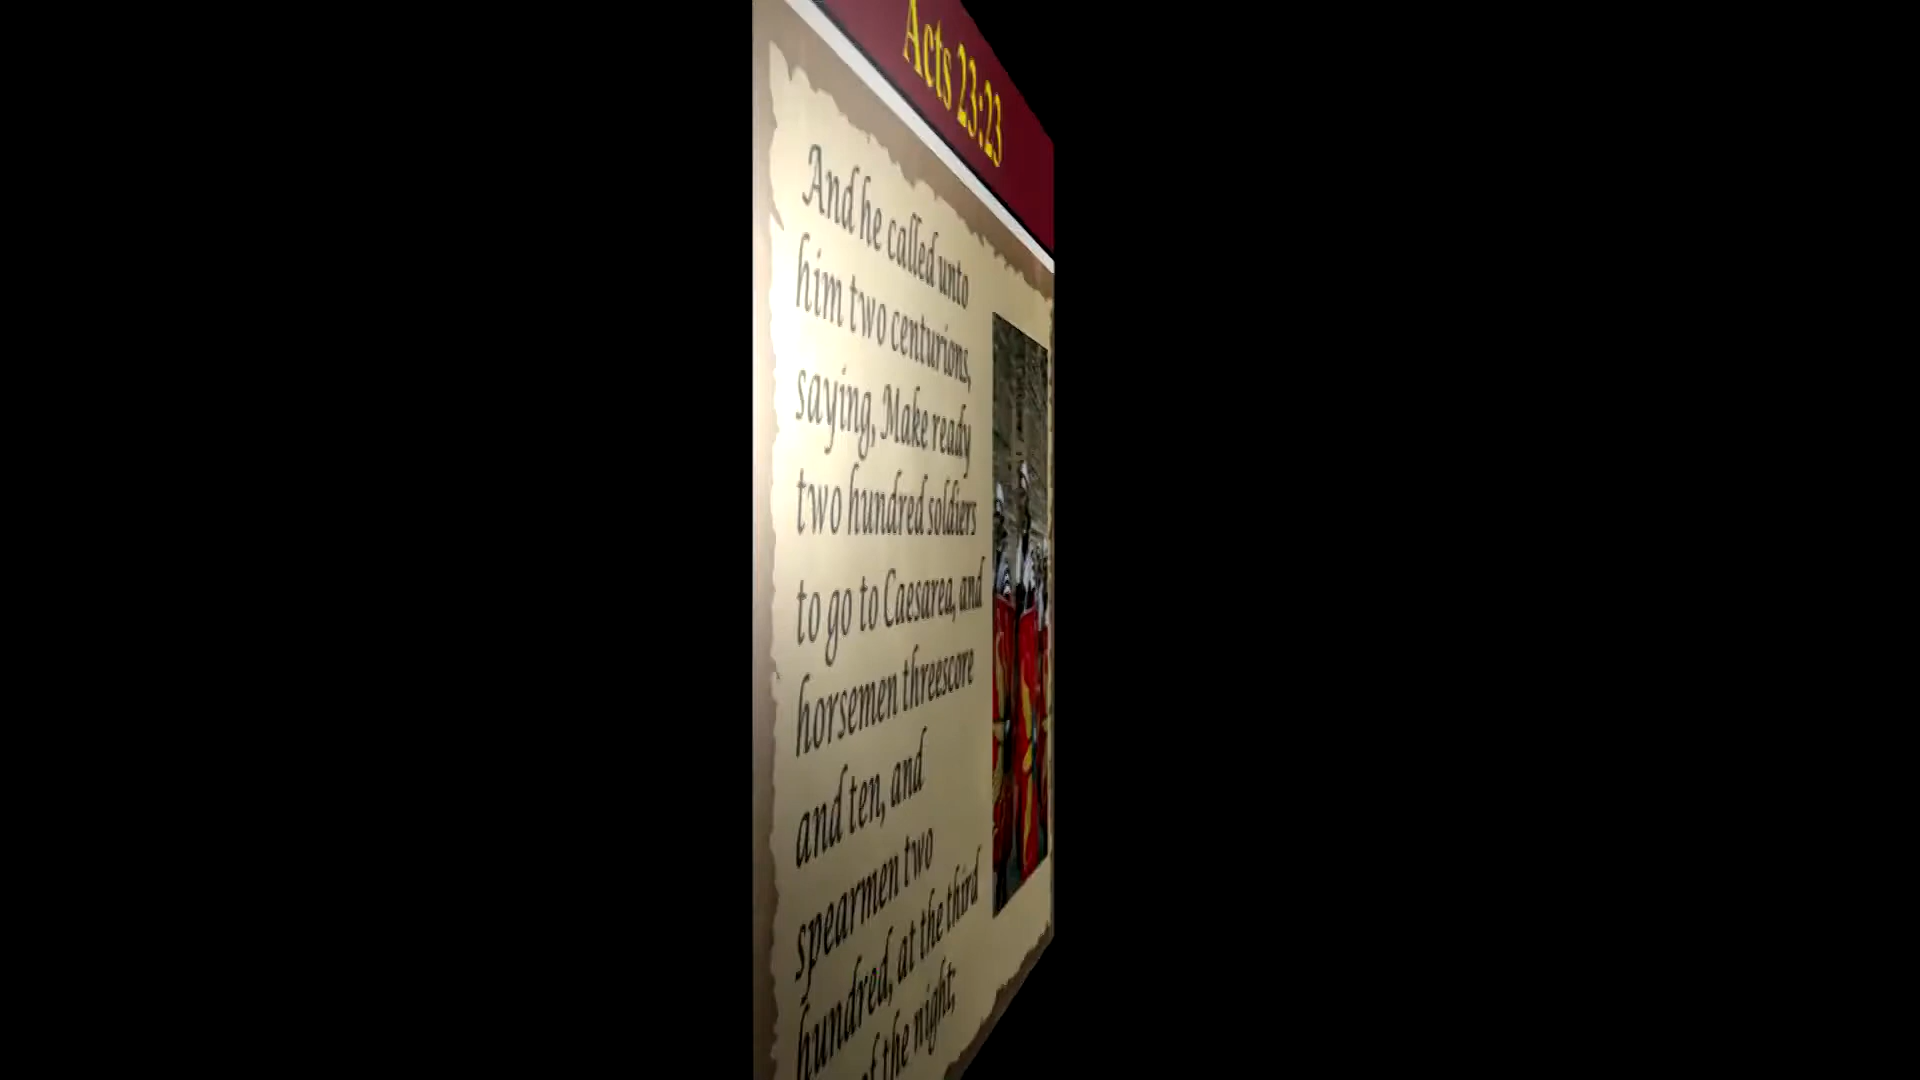 Acts 23:23
And he called unto
him two centurions,
saying, Make ready
two hundred soldiers
to go to Caesarea, and
horsemen threescore
and ten, and
spearmen two
hundred, at the third
of the night;